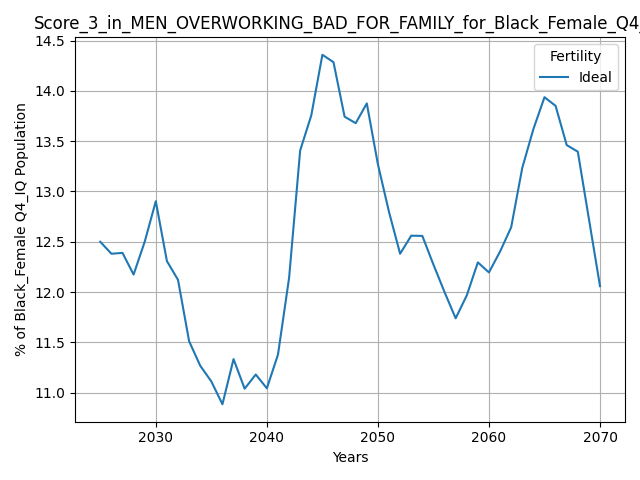 Score_3_in_MEN_OVERWORKING_BAD_FOR_FAMILY_for_Black_Female_Q4_
Fertility
Ideal
% of Black_Female Q4_IQ Population
14.5
14.0
13.5
13.0
12.5
12.0
11.5
11.0
2030 2040 2050 2060 2070
Years